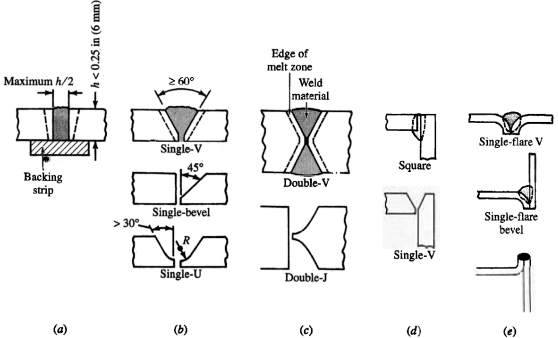 h < 0.25 in (6 mm)
Maximum h/2
Backing
strip
(a)
≥ 60°
Single-V
45°
Single-bevel
> 30°
R
Single-U
(b)
Edge of
melt zone
Weld
material
Double-V
Double-J
(c)
Square
Single-V
(d)
Single-flare V
Single-flare
bevel
(e)